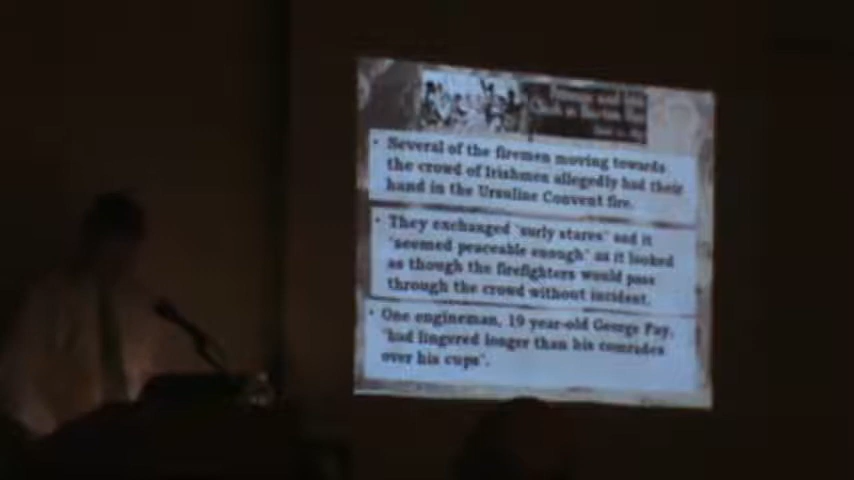 • Several of the firemen moving towards
the crowd of Irishmen allegedly had their
hand in the Ursuline Convent fire.
• They exchanged "surly stares" and it
"seemed peaceable enough" as it looked
as though the firefighters would pass
through the crowd without incident.
• One engineman, 19 year-old George Fay,
"had lingered longer than his comrades
over his cups".